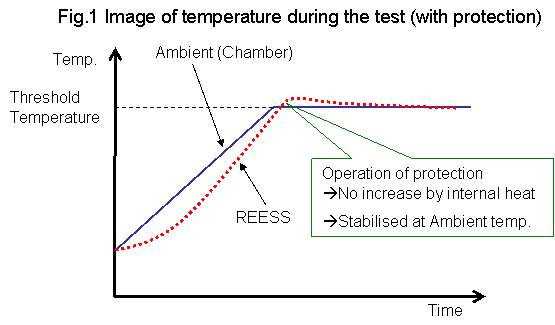 Fig.1 Image of temperature during the test (with protection)
Temp.
Ambient (Chamber)
Threshold
Temperature
Operation of protection
→No increase by internal heat
→Stabilised at Ambient temp.
REESS
Time